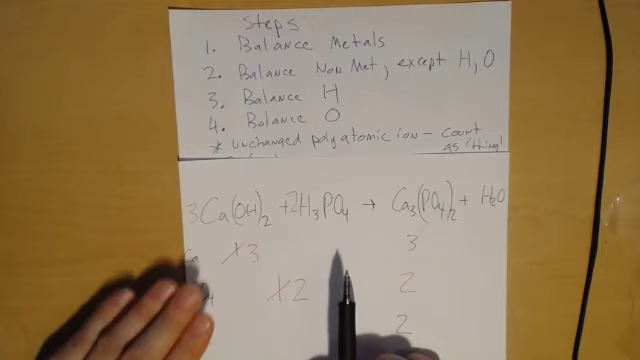 Steps
1. Balance Metals
2. Balance Non Met, except H, O
3. Balance H
4. Balance O
* Unchanged polyatomic ion - count as 'thing'
3Ca(OH)₂ + 2H₃PO₄ → Ca₃(PO₄)₂ + H₂O
Ca X3 3
X2 2
2